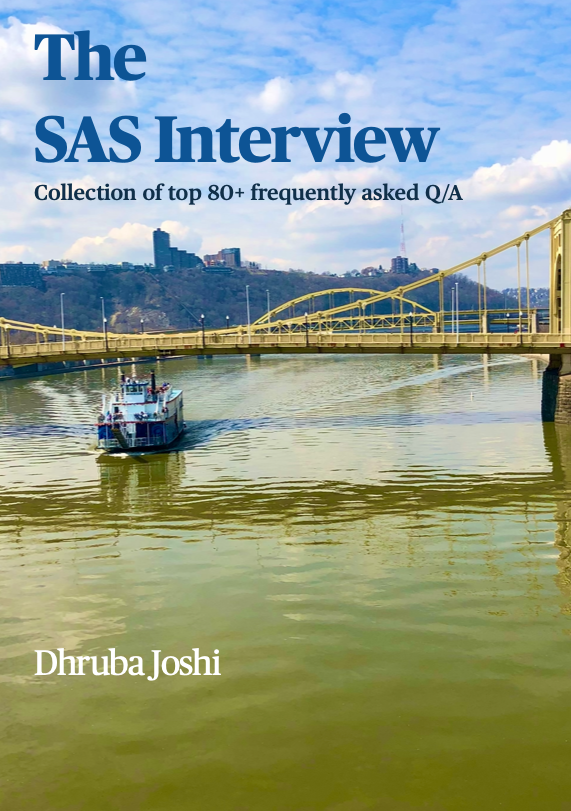 The
SAS Interview
Collection of top 80+ frequently asked Q/A
Dhruba Joshi